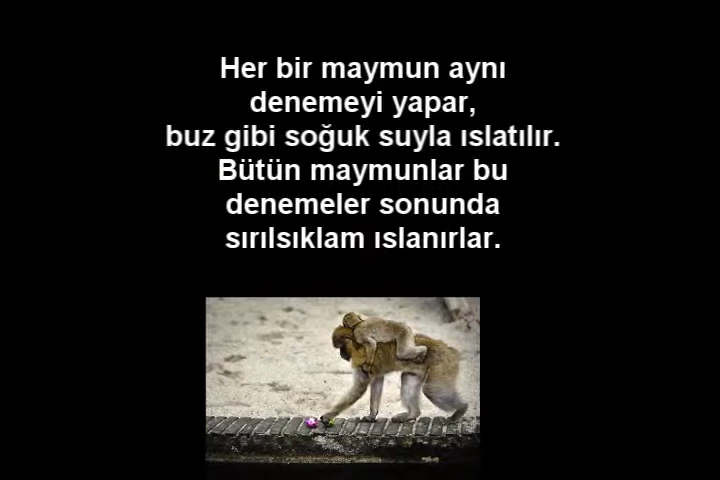 Her bir maymun aynı
denemeyi yapar,
buz gibi soğuk suyla ıslatılır.
Bütün maymunlar bu
denemeler sonunda
sırılsıklam ıslanırlar.